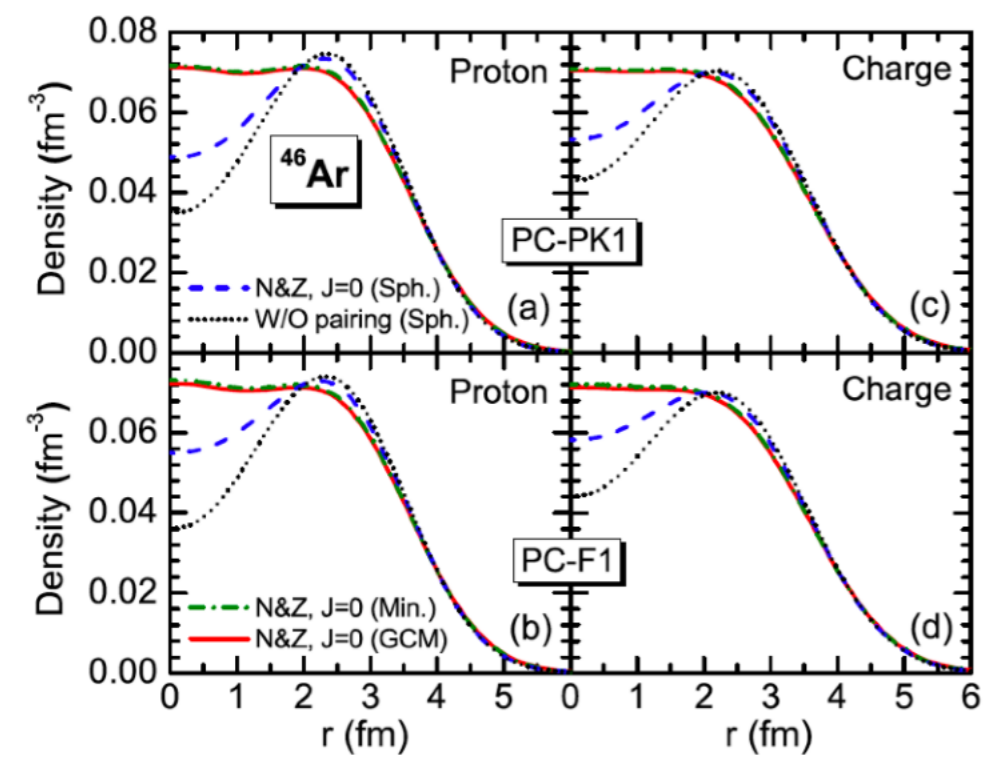 0.08
0.06
0.04
0.02
0.00
Density (fm⁻³)
Proton
⁴⁶Ar
N&Z, J=0 (Sph.)
W/O pairing (Sph.)
(a)
Charge
PC-PK1
(c)
0.06
0.04
0.02
0.00
Density (fm⁻³)
Proton
N&Z, J=0 (Min.)
N&Z, J=0 (GCM)
(b)
Charge
PC-F1
(d)
0 1 2 3 4 5 0 1 2 3 4 5 6
r (fm) r (fm)